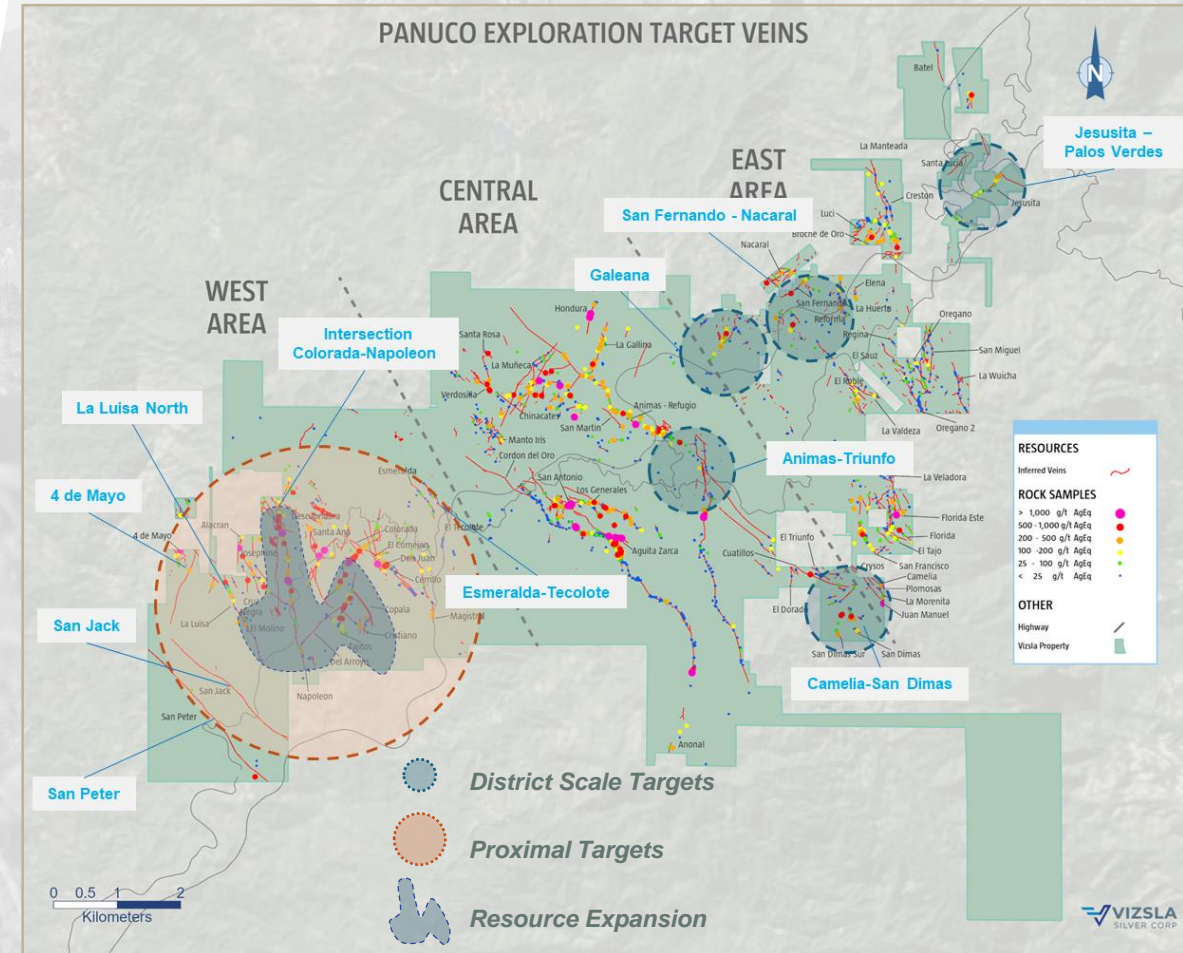 PANUCO EXPLORATION TARGET VEINS
N
Batel
Jesusita –
Palos Verdes
La Manteada
Santa Lucia
EAST
AREA
CENTRAL
AREA
Creston
Jesusita
San Fernando - Nacaral
Luci
Broche de Oro
Nacaral
Galeana
WEST
AREA
Elena
San Fernando
La Huerta
Reforma
Hondura
Oregano
Intersection
Colorada-Napoleon
Santa Rosa
La Gallina
Regina
San Miguel
La Muñeca
El Sauz
La Wuicha
El Roble
Verdosilla
La Luisa North
Chinacates
Animas - Refugio
San Martin
La Valdeza
Oregano 2
Manto Iris
Cordon del Oro
Animas-Triunfo
Esmeralda
San Antonio
La Veladora
4 de Mayo
Los Generales
Descubridora
Florida Este
Alacran
Santa Ana
Colorada
4 de Mayo
El Tecolote
El Conejan
Florida
Josephine
Don Juan
Aguita Zarca
Cuatillos
El Triunfo
El Tajo
Crysos
San Francisco
Cerrillo
Camelia
Esmeralda-Tecolote
Plomosas
Cruz
Negra
La Morenita
Copala
El Dorado
Juan Manuel
San Jack
La Luisa
El Molino
Magistral
Cristiano
Tajitos
San Dimas Sur
San Dimas
Del Arroyo
Camelia-San Dimas
San Jack
Napoleon
San Peter
Anonal
San Peter
RESOURCES
Inferred Veins
ROCK SAMPLES
> 1,000 g/t AgEq
500 - 1,000 g/t AgEq
200 - 500 g/t AgEq
100 -200 g/t AgEq
25 - 100 g/t AgEq
< 25 g/t AgEq
OTHER
Highway
Vizsla Property
District Scale Targets
Proximal Targets
Resource Expansion
0 0.5 1 2
Kilometers
VIZSLA
SILVER CORP